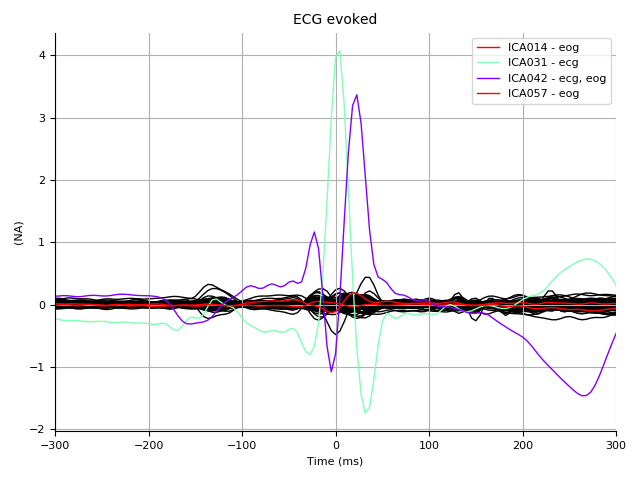 ECG evoked
ICA014 - eog
ICA031 - ecg
ICA042 - ecg, eog
ICA057 - eog
(NA)
4
3
2
1
0
−1
−2
−300
−200
−100
0
100
200
300
Time (ms)